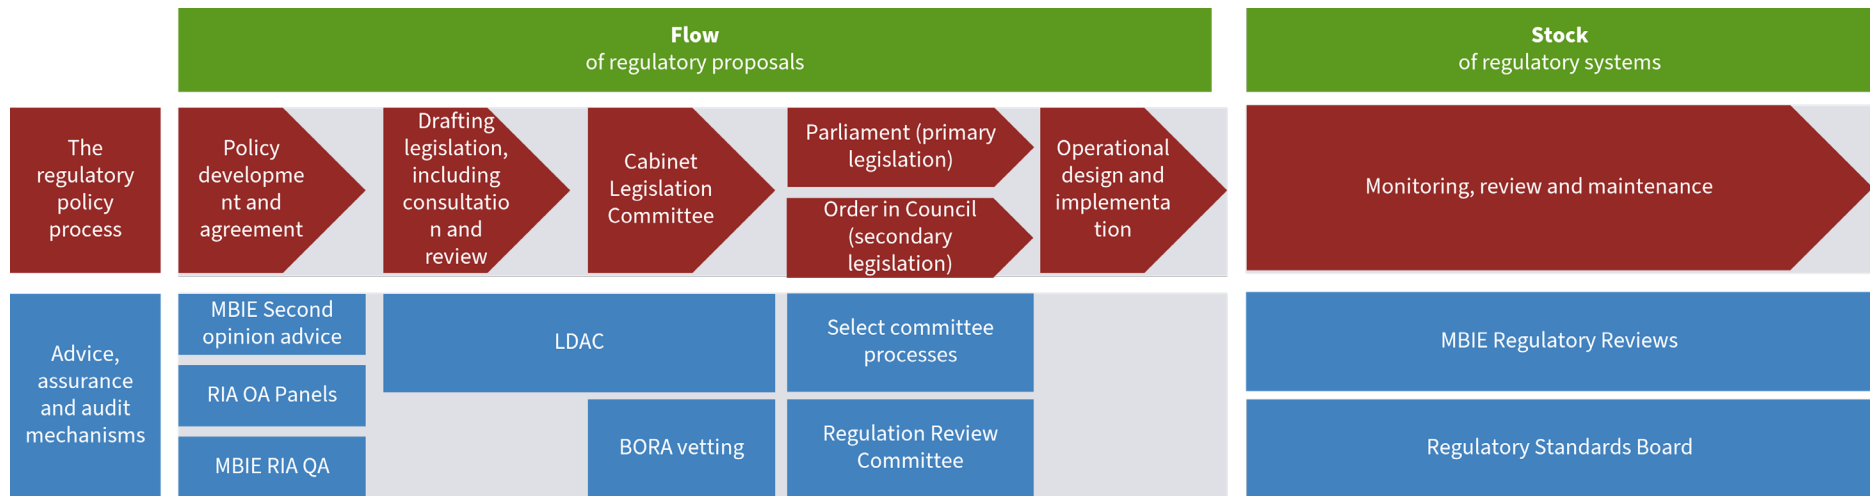 Flow
of regulatory proposals
Stock
of regulatory systems
The
regulatory
policy
process
Policy
developme
nt and
agreement
Drafting
legislation,
including
consultatio
n and
review
Cabinet
Legislation
Committee
Parliament (primary
legislation)
Order in Council
(secondary
legislation)
Operational
design and
implementa
tion
Monitoring, review and maintenance
Advice,
assurance
and audit
mechanisms
MBIE Second
opinion advice
RIA OA Panels
MBIE RIA QA
LDAC
BORA vetting
Select committee
processes
Regulation Review
Committee
MBIE Regulatory Reviews
Regulatory Standards Board